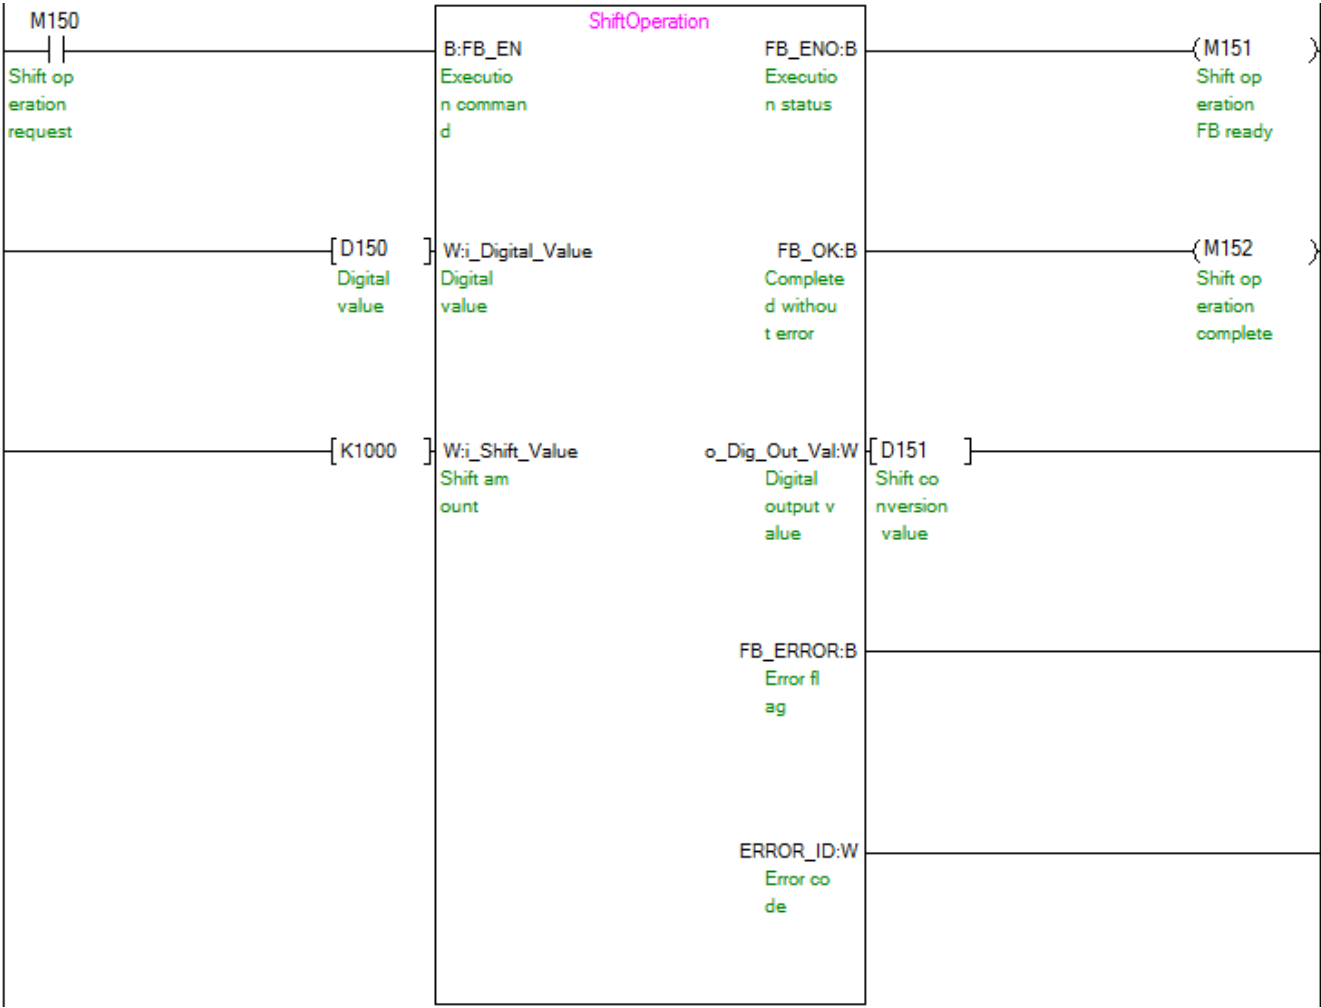 M150
ShiftOperation
B:FB_EN
FB_ENO:B
M151
Shift op
eration
request
Executio
n comman
d
Executio
n status
Shift op
eration
FB ready
D150
Digital
value
W:i_Digital_Value
Digital
value
FB_OK:B
Complete
d withou
t error
M152
Shift op
eration
complete
K1000
W:i_Shift_Value
Shift am
ount
o_Dig_Out_Val:W
Digital
output v
alue
D151
Shift co
nversion
value
FB_ERROR:B
Error fl
ag
ERROR_ID:W
Error co
de